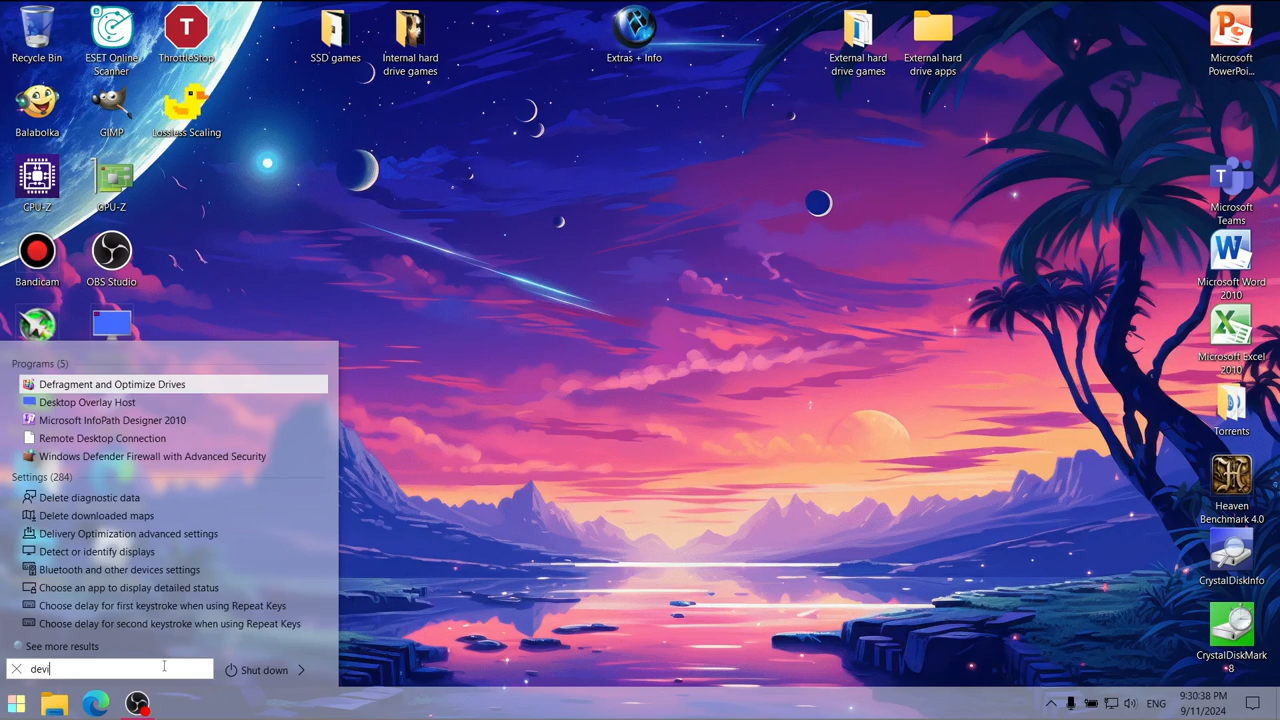 Recycle Bin
ESET Online
Scanner
T
ThrottleStop
SSD games
Internal hard
drive games
Extras + Info
External hard
drive games
External hard
drive apps
P
Microsoft
PowerPoi...
Balabolka
GIMP
Lossless Scaling
CPU-Z
GPU-Z
T
Microsoft
Teams
Bandicam
OBS Studio
W
Microsoft Word
2010
X
Microsoft Excel
2010
Torrents
H
Heaven
Benchmark 4.0
CrystalDiskInfo
CrystalDiskMark
8
Programs (5)
Defragment and Optimize Drives
Desktop Overlay Host
Microsoft InfoPath Designer 2010
Remote Desktop Connection
Windows Defender Firewall with Advanced Security
Settings (284)
Delete diagnostic data
Delete downloaded maps
Delivery Optimization advanced settings
Detect or identify displays
Bluetooth and other devices settings
Choose an app to display detailed status
Choose delay for first keystroke when using Repeat Keys
Choose delay for second keystroke when using Repeat Keys
See more results
devi
Shut down
ENG
9:30:38 PM
9/11/2024